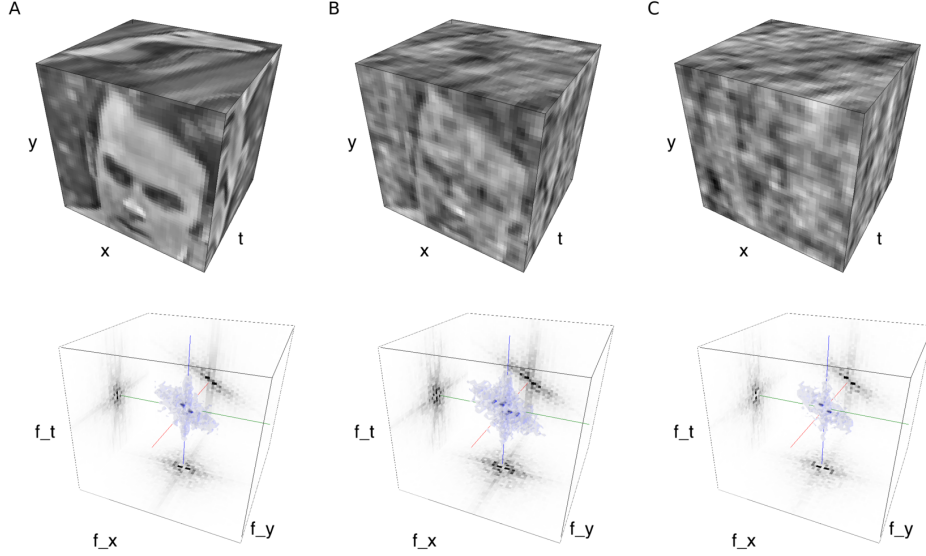 A B C
y y y
x t x t x t
f_t f_t f_t
f_x f_y f_x f_y f_x f_y